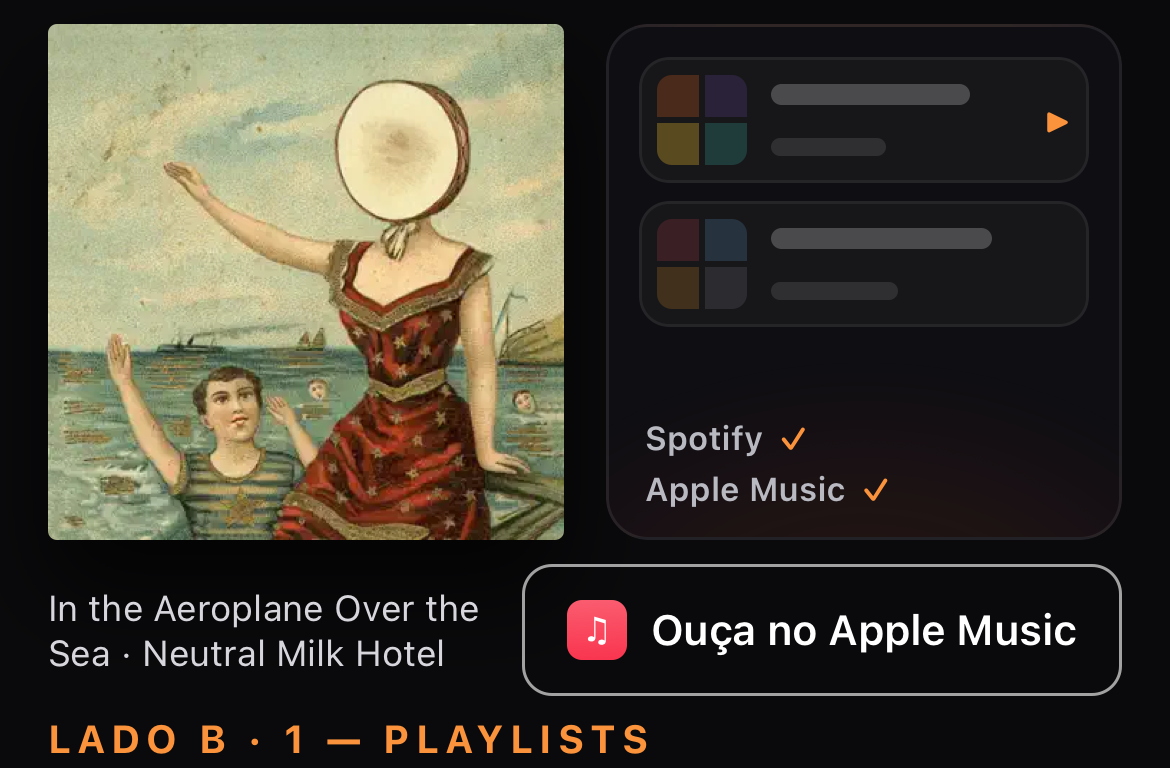 Spotify ✓
Apple Music ✓
In the Aeroplane Over the
Sea · Neutral Milk Hotel
Ouça no Apple Music
LADO B · 1 — PLAYLISTS